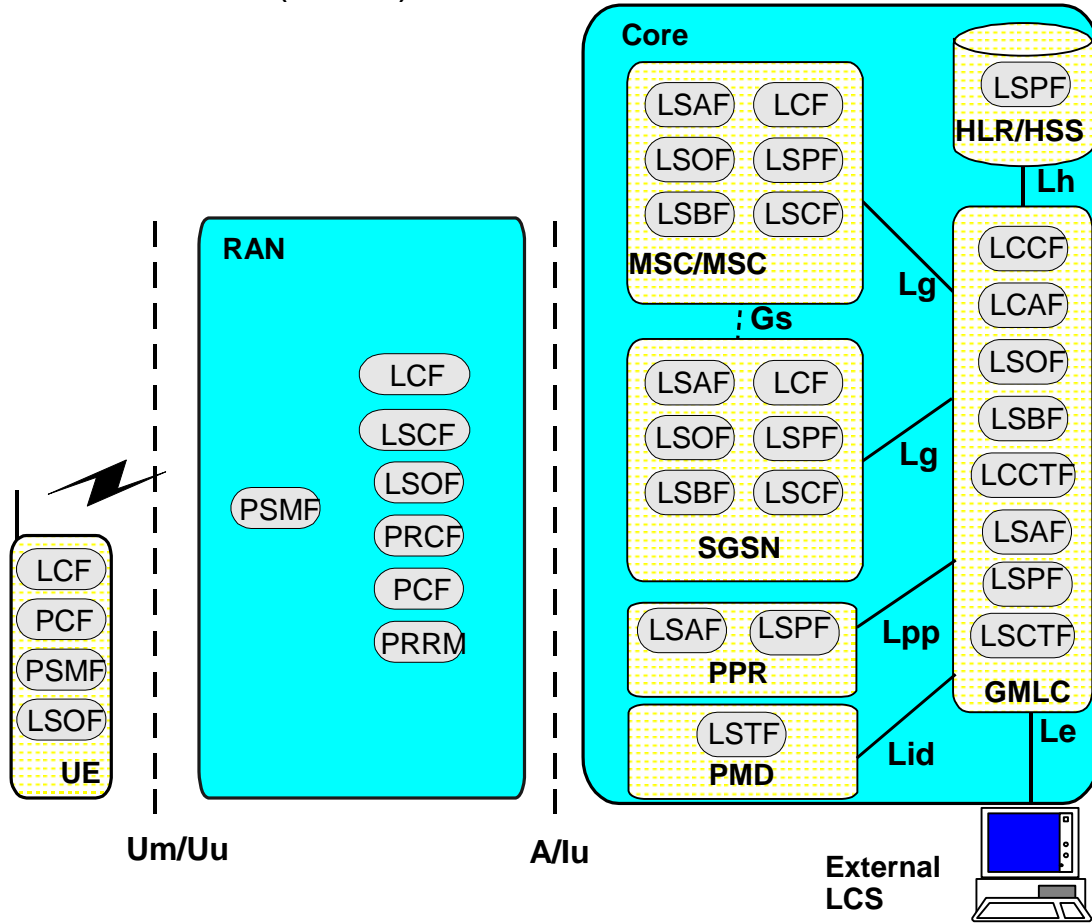 Core
LSAF LCF
LSOF LSPF
LSBF LSCF
MSC/MSC
LSPF
HLR/HSS
Lh
Lg
Gs
LSAF LCF
LSOF LSPF
LSBF LSCF
SGSN
Lg
LSAF LSPF
PPR
Lpp
LSTF
PMD
Lid
LCCF
LCAF
LSOF
LSBF
LCCTF
LSAF
LSPF
LSCTF
GMLC
Le
RAN
LCF
LSCF
LSOF
PSMF
PRCF
PCF
PRRM
LCF
PCF
PSMF
LSOF
UE
Um/Uu
A/Iu
External
LCS